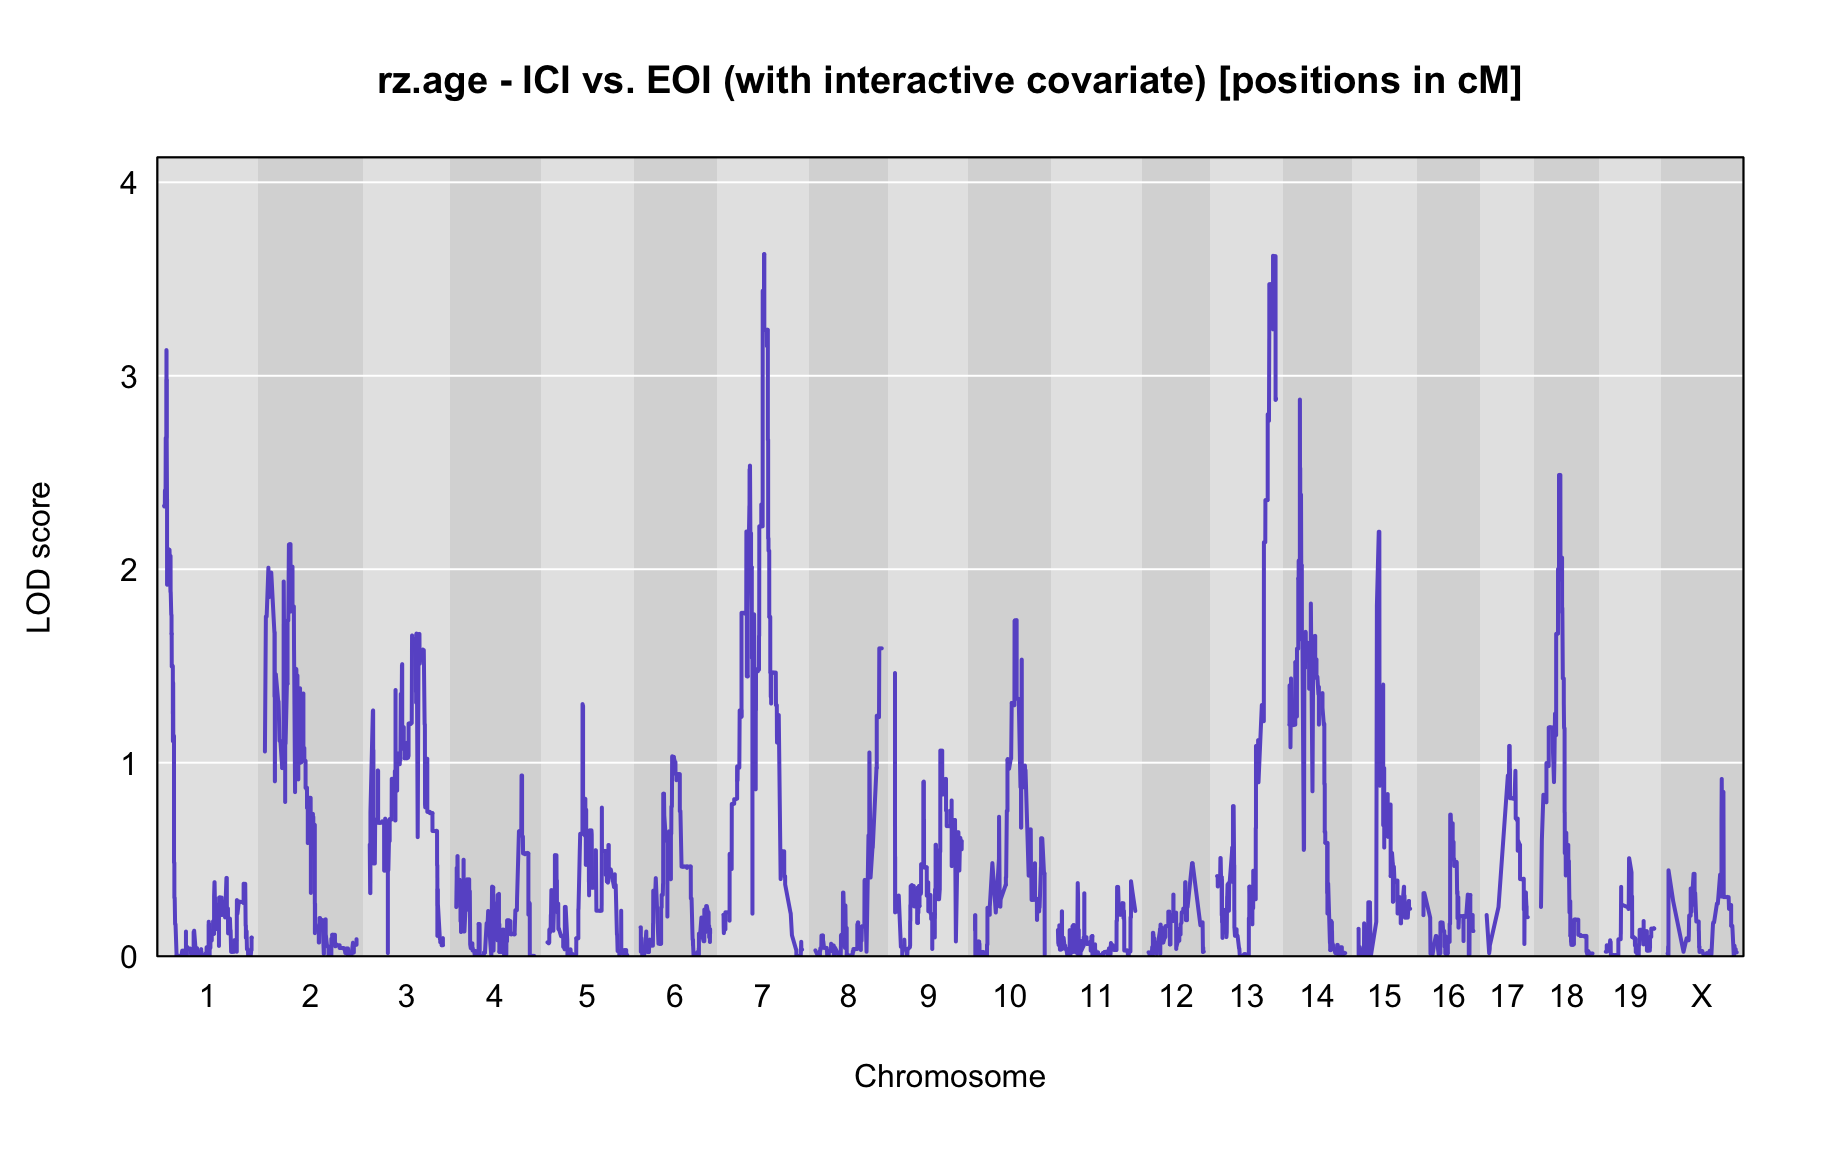 rz.age - ICI vs. EOI (with interactive covariate) [positions in cM]
4
3
2
1
0
LOD score
1 2 3 4 5 6 7 8 9 10 11 12 13 14 15 16 17 18 19 X
Chromosome